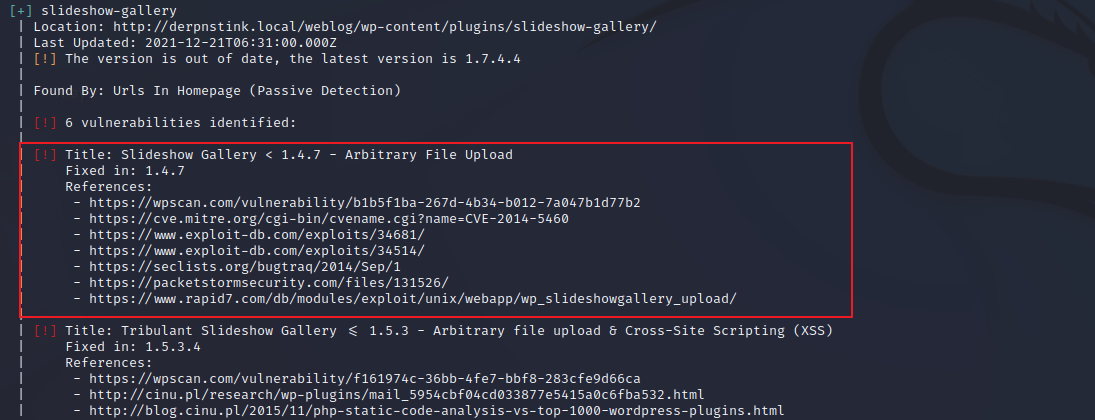 [+] slideshow-gallery
| Location: http://derpnstink.local/weblog/wp-content/plugins/slideshow-gallery/
| Last Updated: 2021-12-21T06:31:00.000Z
| [!] The version is out of date, the latest version is 1.7.4.4
|
| Found By: Urls In Homepage (Passive Detection)
|
| [!] 6 vulnerabilities identified:
|
| [!] Title: Slideshow Gallery < 1.4.7 - Arbitrary File Upload
|     Fixed in: 1.4.7
|     References:
|      - https://wpscan.com/vulnerability/b1b5f1ba-267d-4b34-b012-7a047b1d77b2
|      - https://cve.mitre.org/cgi-bin/cvename.cgi?name=CVE-2014-5460
|      - https://www.exploit-db.com/exploits/34681/
|      - https://www.exploit-db.com/exploits/34514/
|      - https://seclists.org/bugtraq/2014/Sep/1
|      - https://packetstormsecurity.com/files/131526/
|      - https://www.rapid7.com/db/modules/exploit/unix/webapp/wp_slideshowgallery_upload/
|
| [!] Title: Tribulant Slideshow Gallery <= 1.5.3 - Arbitrary file upload & Cross-Site Scripting (XSS)
|     Fixed in: 1.5.3.4
|     References:
|      - https://wpscan.com/vulnerability/f161974c-36bb-4fe7-bbf8-283cfe9d66ca
|      - http://cinu.pl/research/wp-plugins/mail_5954cbf04cd033877e5415a0c6fba532.html
|      - http://blog.cinu.pl/2015/11/php-static-code-analysis-vs-top-1000-wordpress-plugins.html